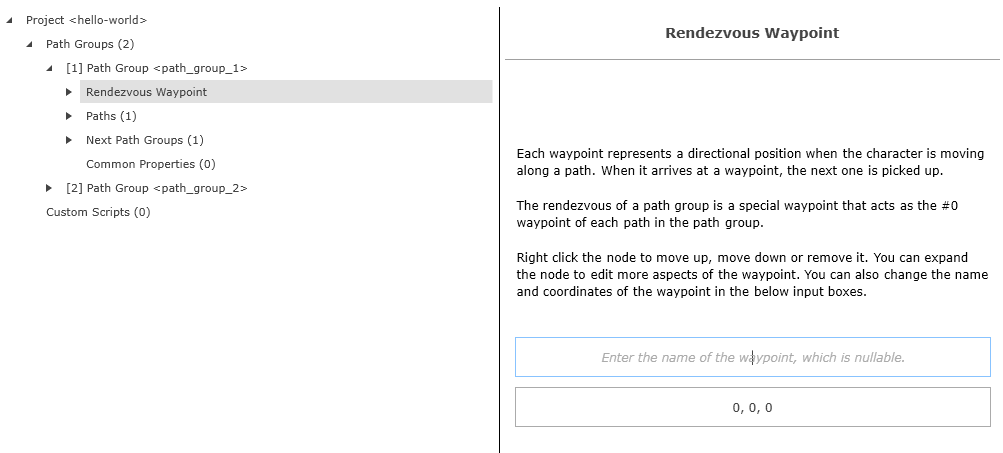 Project <hello-world>
Path Groups (2)
[1] Path Group <path_group_1>
Rendezvous Waypoint
Paths (1)
Next Path Groups (1)
Common Properties (0)
[2] Path Group <path_group_2>
Custom Scripts (0)
Rendezvous Waypoint
Each waypoint represents a directional position when the character is moving
along a path. When it arrives at a waypoint, the next one is picked up.
The rendezvous of a path group is a special waypoint that acts as the #0
waypoint of each path in the path group.
Right click the node to move up, move down or remove it. You can expand
the node to edit more aspects of the waypoint. You can also change the name
and coordinates of the waypoint in the below input boxes.
Enter the name of the waypoint, which is nullable.
0, 0, 0